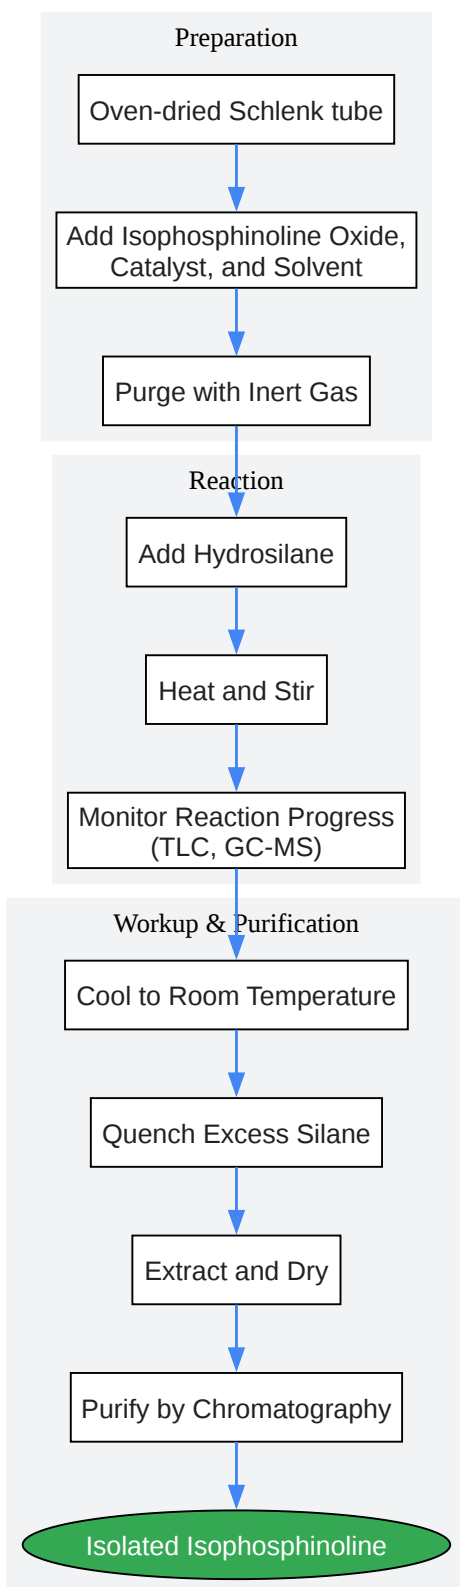 Preparation
Oven-dried Schlenk tube
Add Isophosphinoline Oxide,
Catalyst, and Solvent
Purge with Inert Gas
Reaction
Add Hydrosilane
Heat and Stir
Monitor Reaction Progress
(TLC, GC-MS)
Workup & Purification
Cool to Room Temperature
Quench Excess Silane
Extract and Dry
Purify by Chromatography
Isolated Isophosphinoline